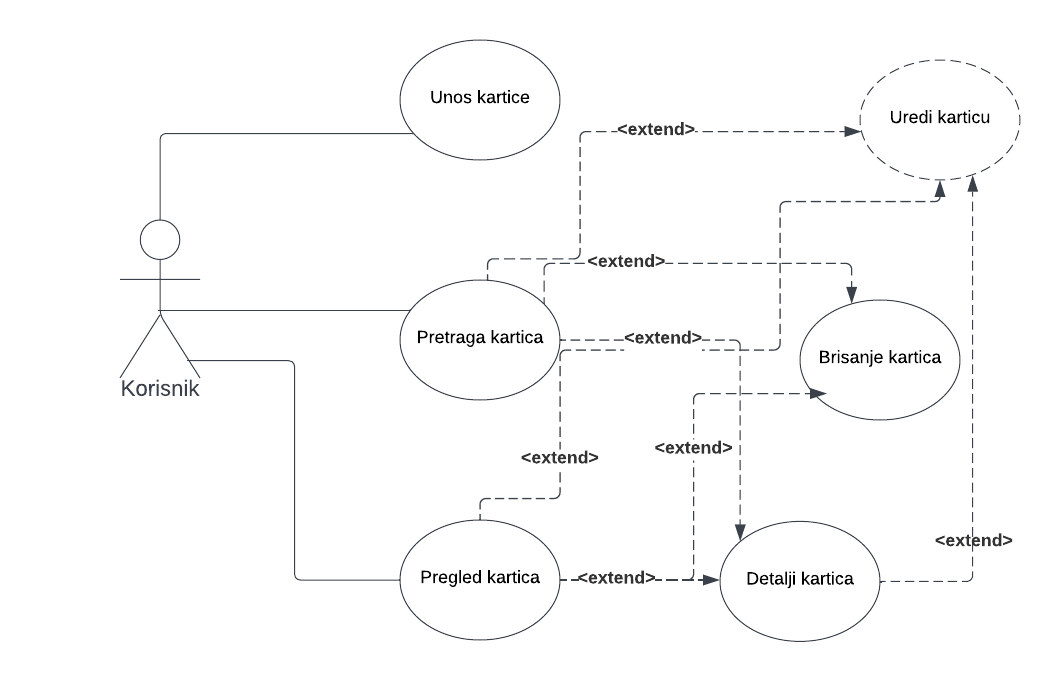 Unos kartice
Uredi karticu
<extend>
<extend>
Pretraga kartica
<extend>
Brisanje kartica
Korisnik
<extend>
<extend>
<extend>
Pregled kartica
<extend>
Detalji kartica